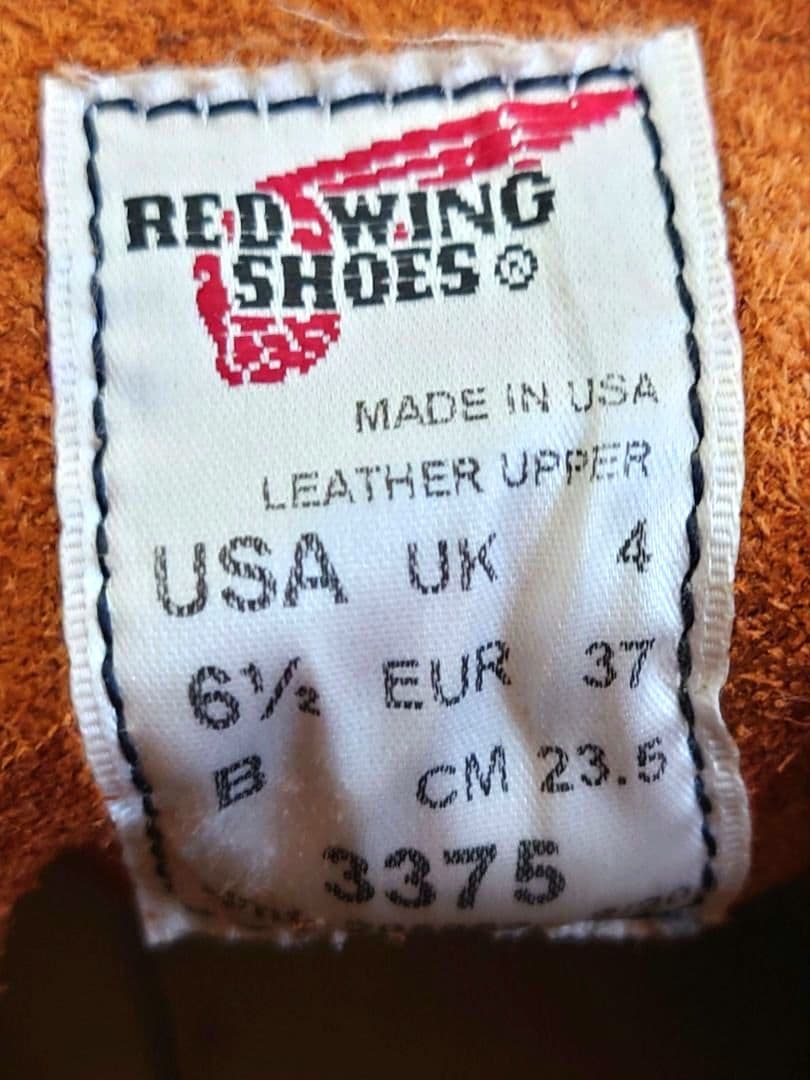 RED WING
SHOES®
MADE IN USA
LEATHER UPPER
USA UK 4
6½ EUR 37
B CM 23.5
3375